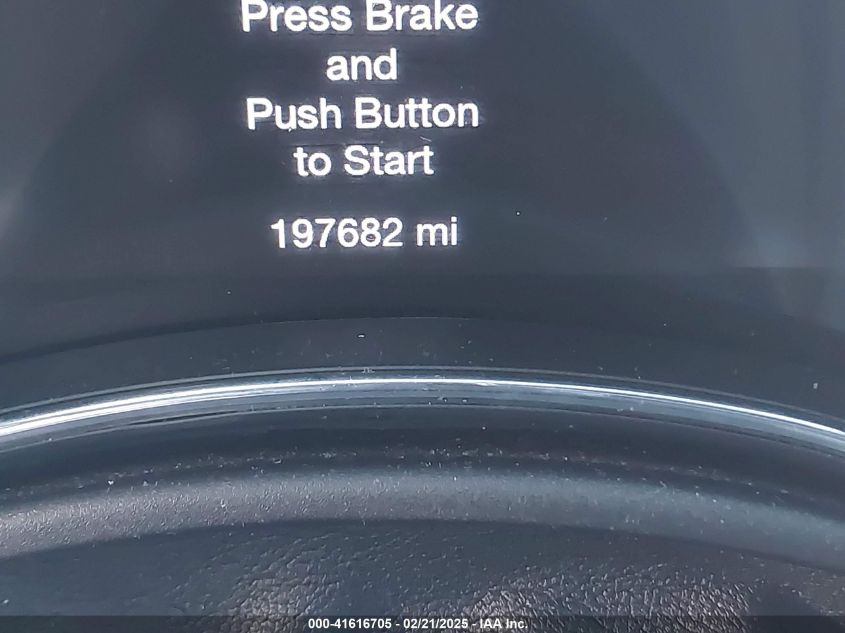 Press Brake
and
Push Button
to Start
197682 mi
000-41616705 - 02/21/2025 - IAA Inc.